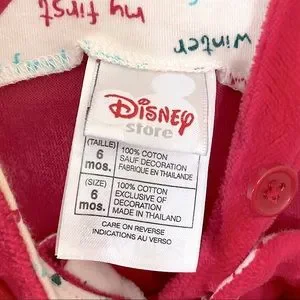 my first
winter
DISNEY
store
(TAILLE)
6
mos.
100% COTON
SAUF DECORATION
FABRIQUE EN THAILANDE
(SIZE)
6
mos.
100% COTTON
EXCLUSIVE OF
DECORATION
MADE IN THAILAND
CARE ON REVERSE
INDICATIONS AU VERSO